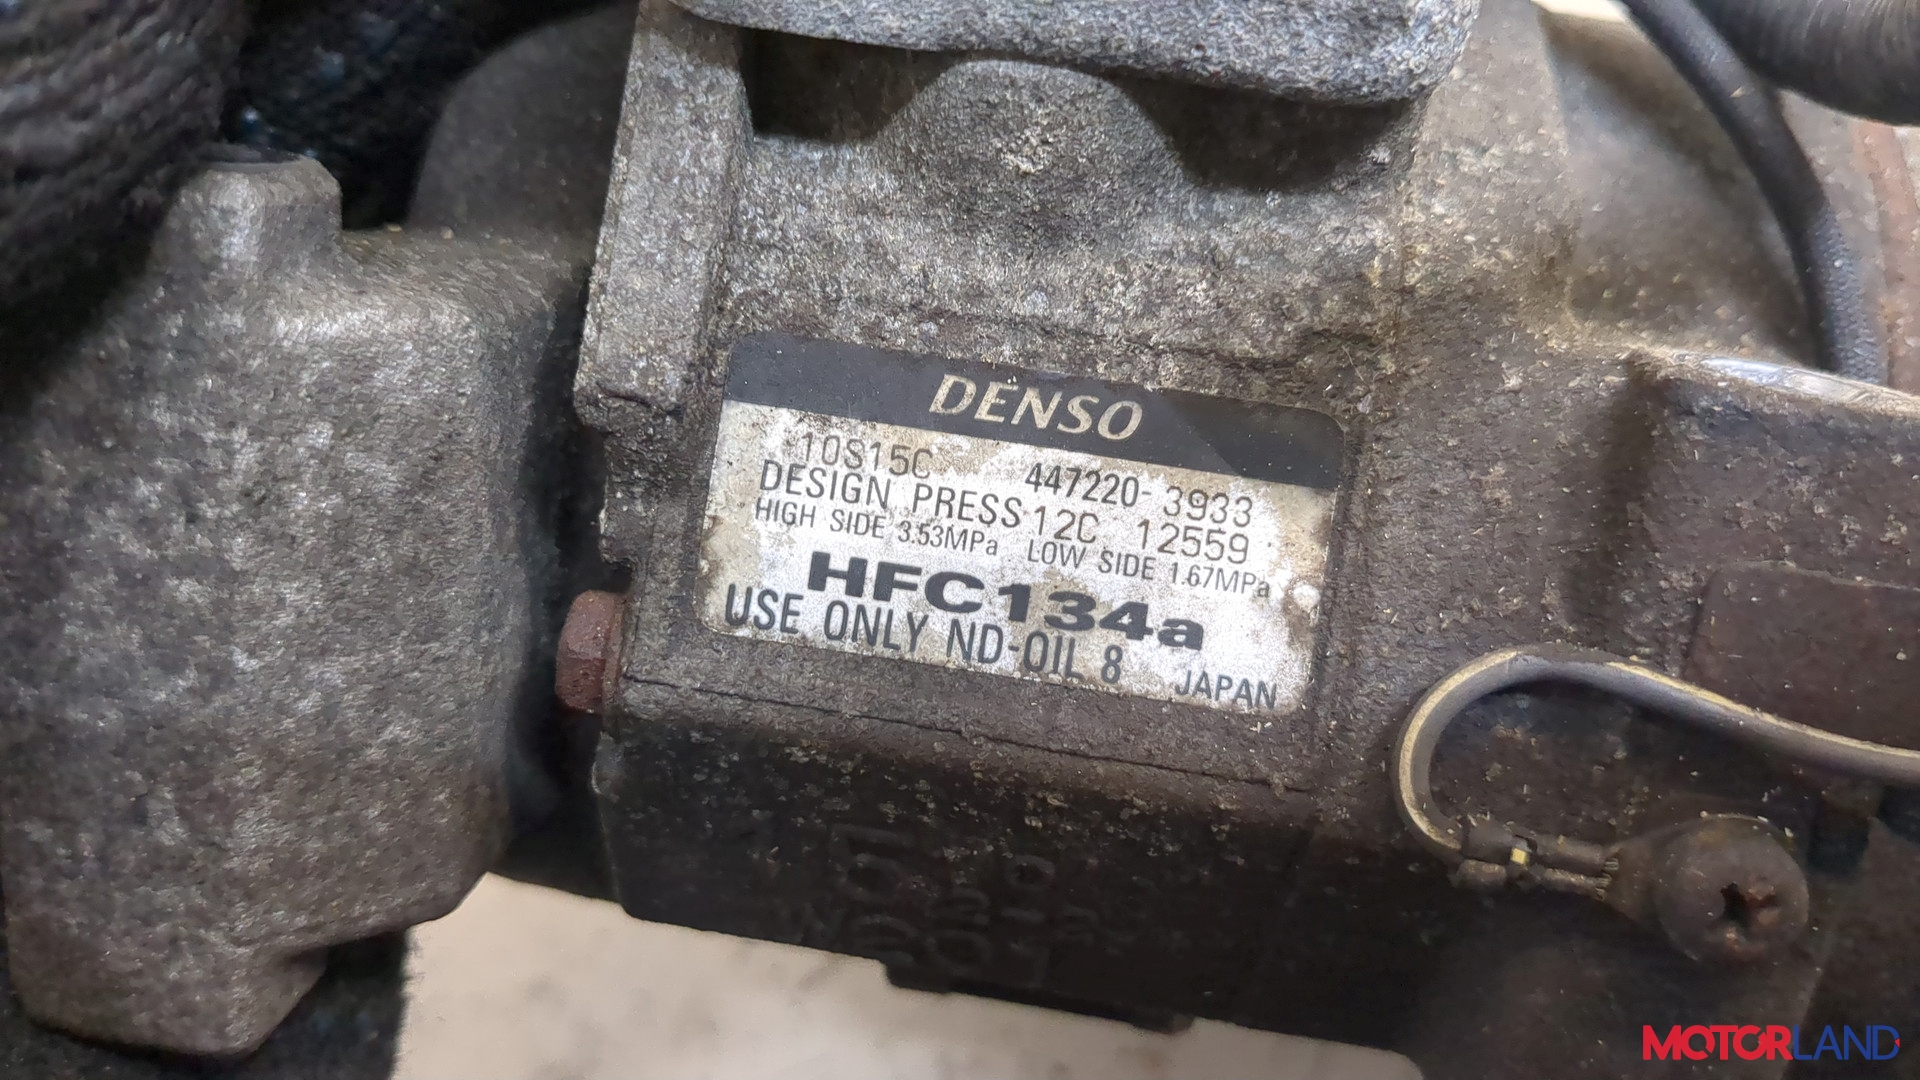 DENSO
10S15C 447220-3933
DESIGN PRESS 12C 12559
HIGH SIDE 3.53MPa LOW SIDE 1.67MPa
HFC134a
USE ONLY ND-OIL 8 JAPAN
MOTORLAND